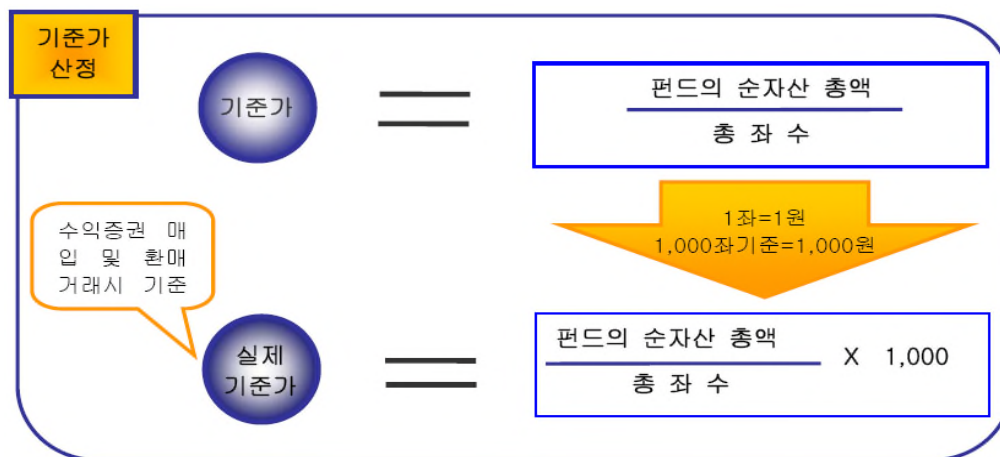 기준가
산정
기준가
펀드의 순자산 총액
총 좌 수
1좌=1원
1,000좌기준=1,000원
수익증권 매
입 및 환매
거래시 기준
실제
기준가
펀드의 순자산 총액
총 좌 수
X 1,000